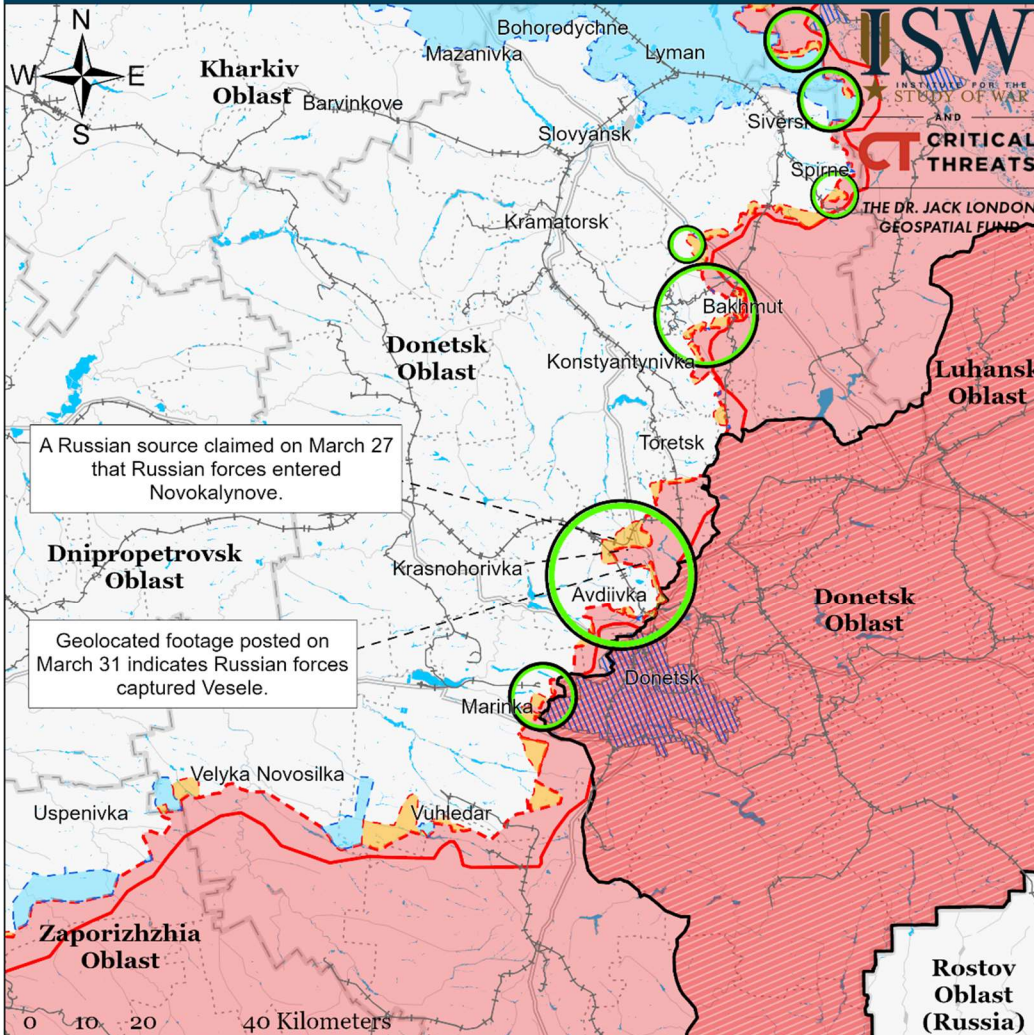 N
W E
S
Bohorodychne
Mazanivka
Lyman
ISW
INSTITUTE FOR THE
STUDY OF WAR
AND
CT CRITICAL
THREATS
THE DR. JACK LONDON
GEOSPATIAL FUND
Kharkiv
Oblast
Barvinkove
Slovyansk
Siversk
Spirne
Kramatorsk
Bakhmut
Donetsk
Oblast
Konstyantynivka
Luhansk
Oblast
Toretsk
A Russian source claimed on March 27
that Russian forces entered
Novokalynove.
Dnipropetrovsk
Oblast
Krasnohorivka
Avdiivka
Donetsk
Oblast
Geolocated footage posted on
March 31 indicates Russian forces
captured Vesele.
Donetsk
Marinka
Velyka Novosilka
Uspenivka
Vuhledar
Zaporizhzhia
Oblast
Rostov
Oblast
(Russia)
0 10 20 40 Kilometers